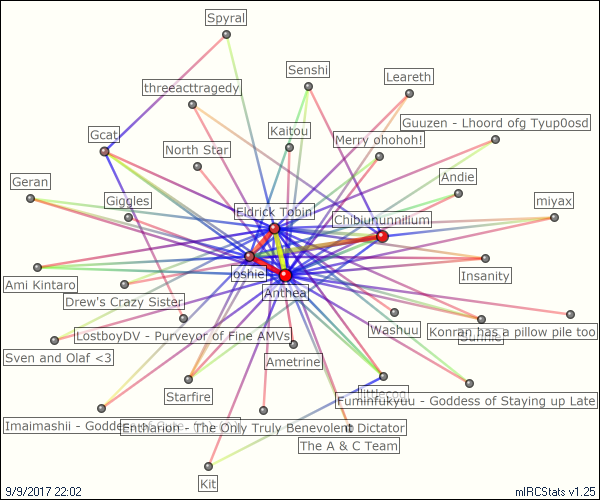 Spyral
Senshi
Leareth
threeacttragedy
Guuzen - Lhoord ofg Tyup0osd
Kaitou
Gcat
Merry ohohoh!
North Star
Andie
Geran
Giggles
miyax
Eldrick Tobin
Chibiununnilium
oshie
Insanity
Ami Kintaro
Anthea
Drew's Crazy Sister
Washuu
Konran has a pillow pile too
LostboyDV - Purveyor of Fine AMVs
Sven and Olaf <3
Ametrine
Starfire
Fuminfukyuu - Goddess of Staying up Late
Imaimashii - Goddess of
Entharion - The Only Truly Benevolent Dictator
The A & C Team
Kit
9/9/2017 22:02
mIRCStats v1.25